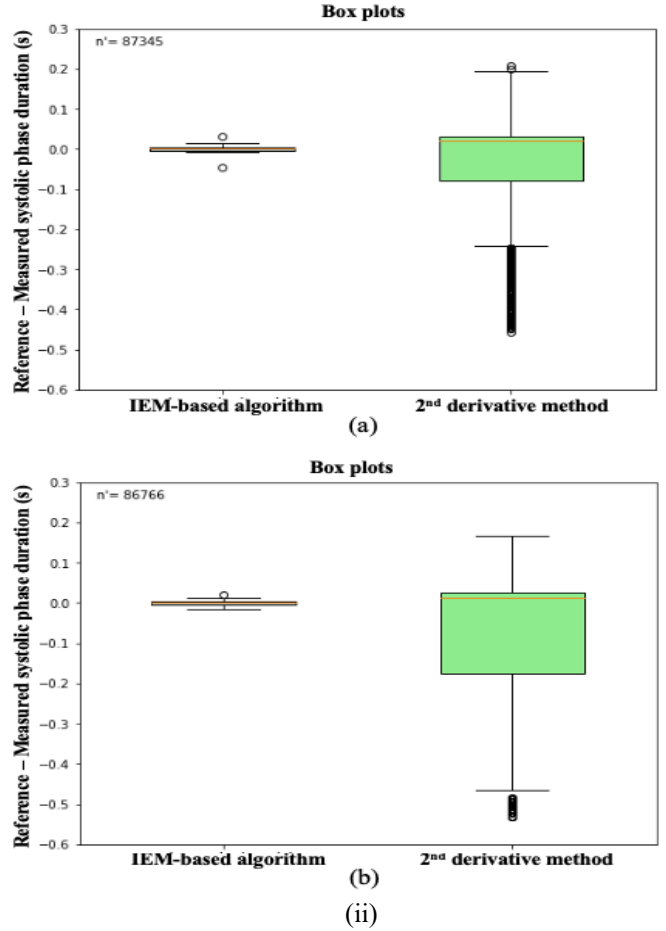 Box plots
n'= 87345
Reference – Measured systolic phase duration (s)
0.3
0.2
0.1
0.0
−0.1
−0.2
−0.3
−0.4
−0.5
−0.6
IEM-based algorithm 2nd derivative method
(a)
Box plots
n'= 86766
Reference – Measured systolic phase duration (s)
0.3
0.2
0.1
0.0
−0.1
−0.2
−0.3
−0.4
−0.5
−0.6
IEM-based algorithm 2nd derivative method
(b)
(ii)